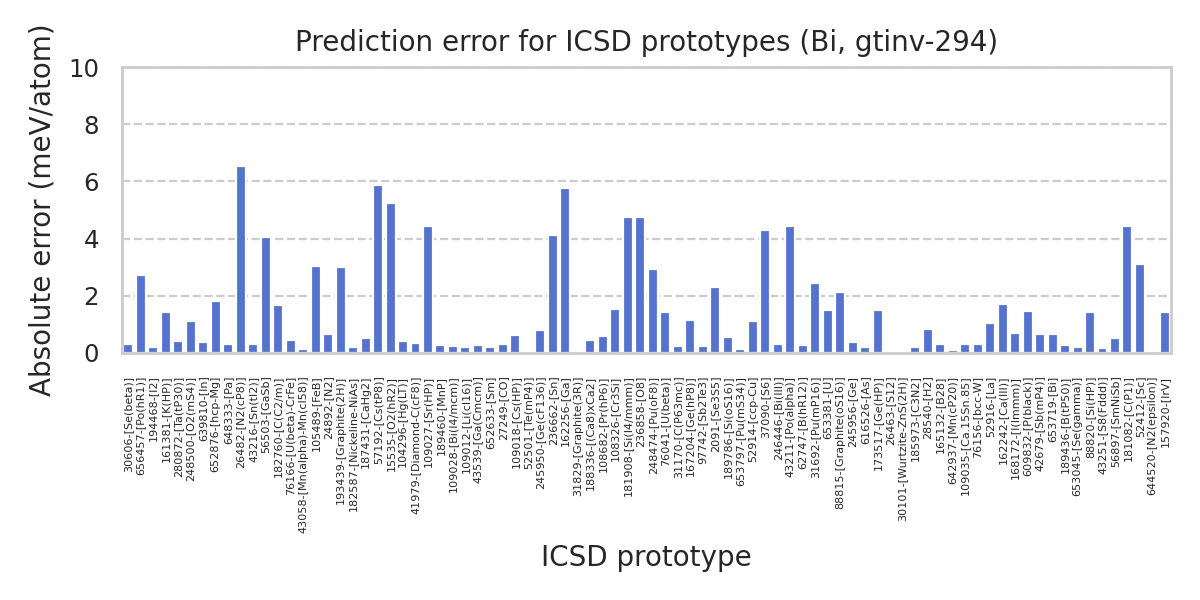 Prediction error for ICSD prototypes (Bi, gtinv-294)
Absolute error (meV/atom)
10
8
6
4
2
0
30606-[Se(beta)]
656457-[Po(hR1)]
194468-[I2]
161381-[K(HP)]
280872-[Ta(tP30)]
248500-[O2(mS4)]
639810-[In]
652876-[hcp-Mg]
648333-[Pa]
26482-[N2(cP8)]
43216-[Sn(tI2)]
56503-[GaSb]
182760-[C(C2/m)]
76166-[U(beta)-CrFe]
43058-[Mn(alpha)-Mn(cI58)]
105489-[FeB]
24892-[N2]
193439-[Graphite(2H)]
182587-[Nickeline-NiAs]
187431-[CaHg2]
57192-[Cs(tP8)]
15535-[O2(hR2)]
104296-[Hg(LT)]
41979-[Diamond-C(cF8)]
109027-[Sr(HP)]
189460-[MnP]
109028-[Bi(I4/mcm)]
109012-[Li(cI16)]
43539-[Ga(Cmcm)]
652633-[Sm]
27249-[CO]
109018-[Cs(HP)]
52501-[Te(mP4)]
245950-[Ge(cF136)]
236662-[Sn]
162256-[Ga]
31829-[Graphite(3R)]
188336-[(Ca8)xCa2]
108682-[Pr(hP6)]
108326-[Cr3Si]
181908-[Si(I4/mmm)]
236858-[O8]
248474-[Pu(oF8)]
76041-[U(beta)]
31170-[C(P63mc)]
167204-[Ge(hP8)]
97742-[Sb2Te3]
2091-[Se3S5]
189786-[Si(oS16)]
653797-[Pu(mS34)]
52914-[ccp-Cu]
37090-[S6]
246446-[Bi(III)]
43211-[Po(alpha)]
62747-[B(hR12)]
31692-[Pu(mP16)]
653381-[U]
88815-[Graphite(oS16)]
245956-[Ge]
616526-[As]
173517-[Ge(HP)]
26463-[S12]
30101-[Wurtzite-ZnS(2H)]
185973-[C3N2]
28540-[H2]
165132-[B28]
642937-[Mn(cP20)]
109035-[Ca.15Sn.85]
76156-[bcc-W]
52916-[La]
162242-[Ca(III)]
168172-[I(Immm)]
609832-[P(black)]
42679-[Sb(mP4)]
653719-[Bi]
189436-[B(tP50)]
653045-[Se(gamma)]
88820-[Si(HP)]
43251-[S8(Fddd)]
56897-[SmNiSb]
181082-[C(P1)]
52412-[Sc]
644520-[N2(epsilon)]
157920-[IrV]
ICSD prototype